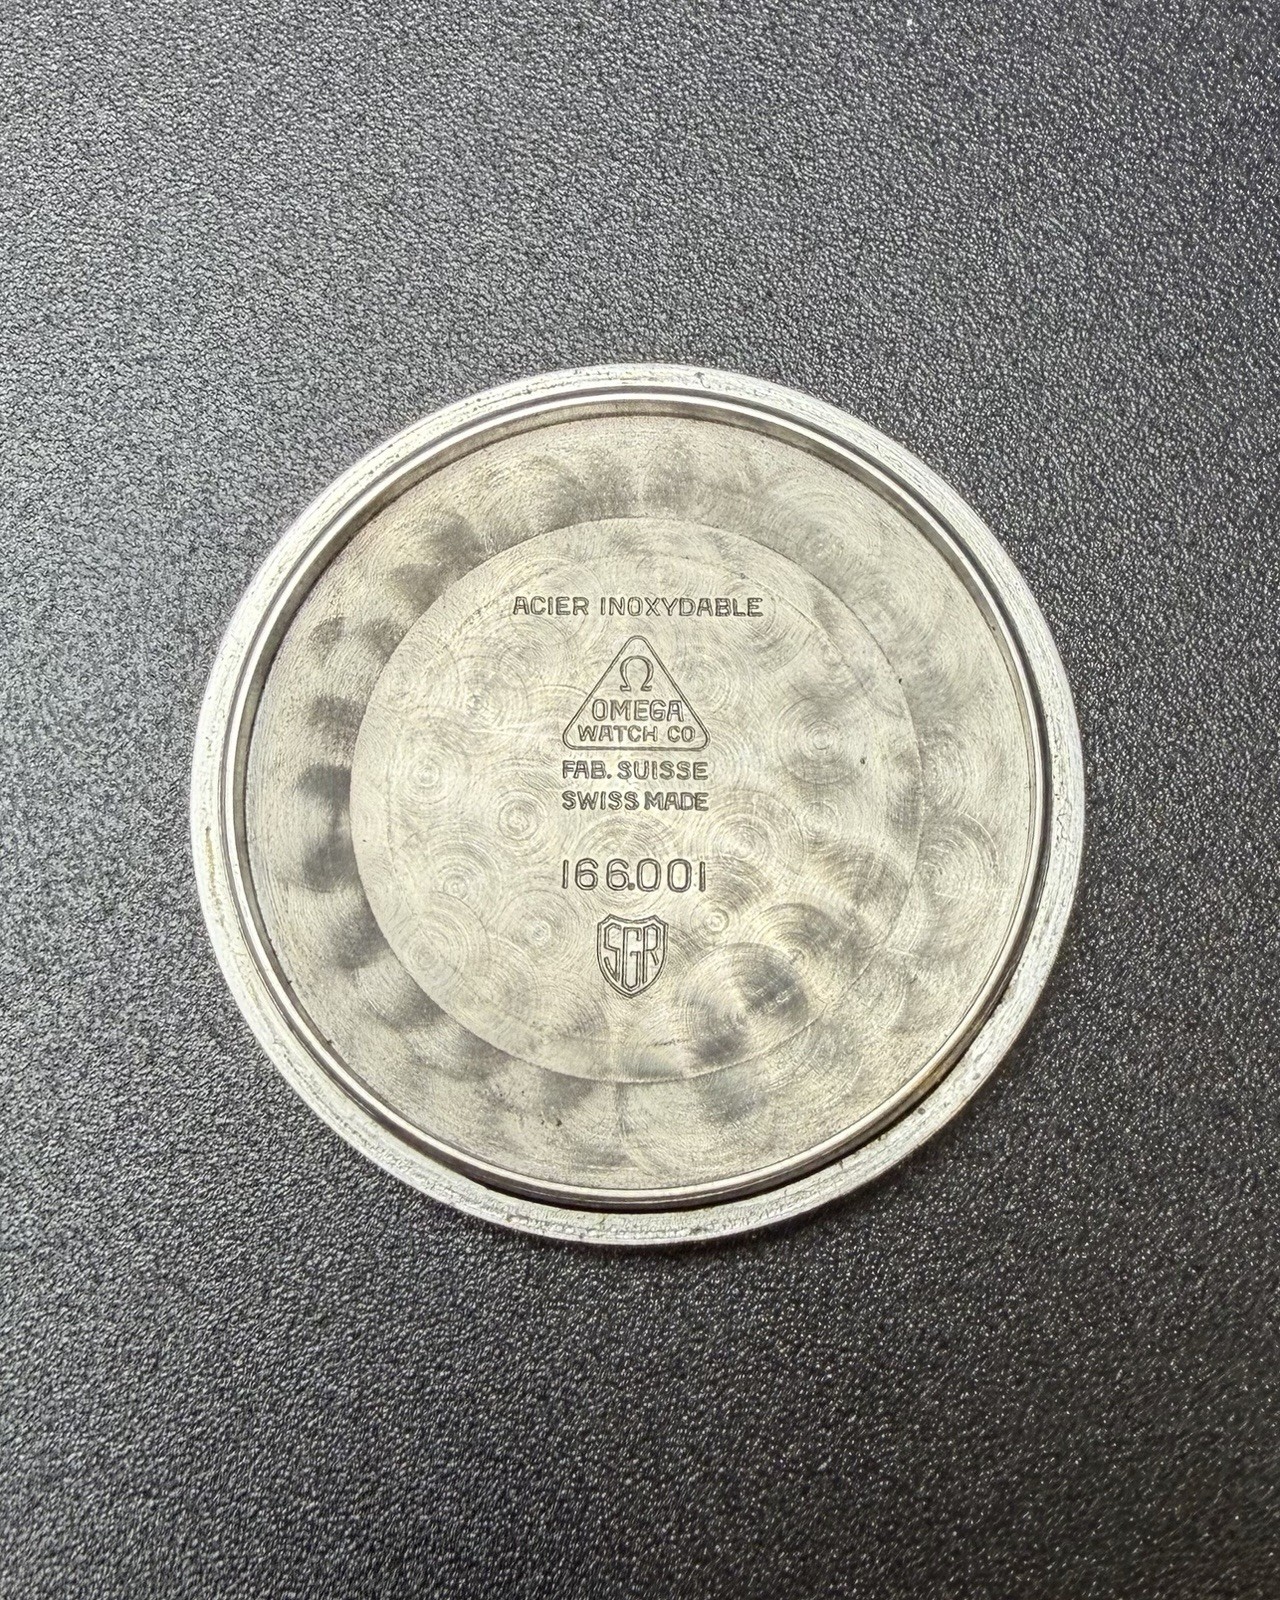 ACIER INOXYDABLE
Ω
OMEGA
WATCH CO
FAB. SUISSE
SWISS MADE
166.001
SGR